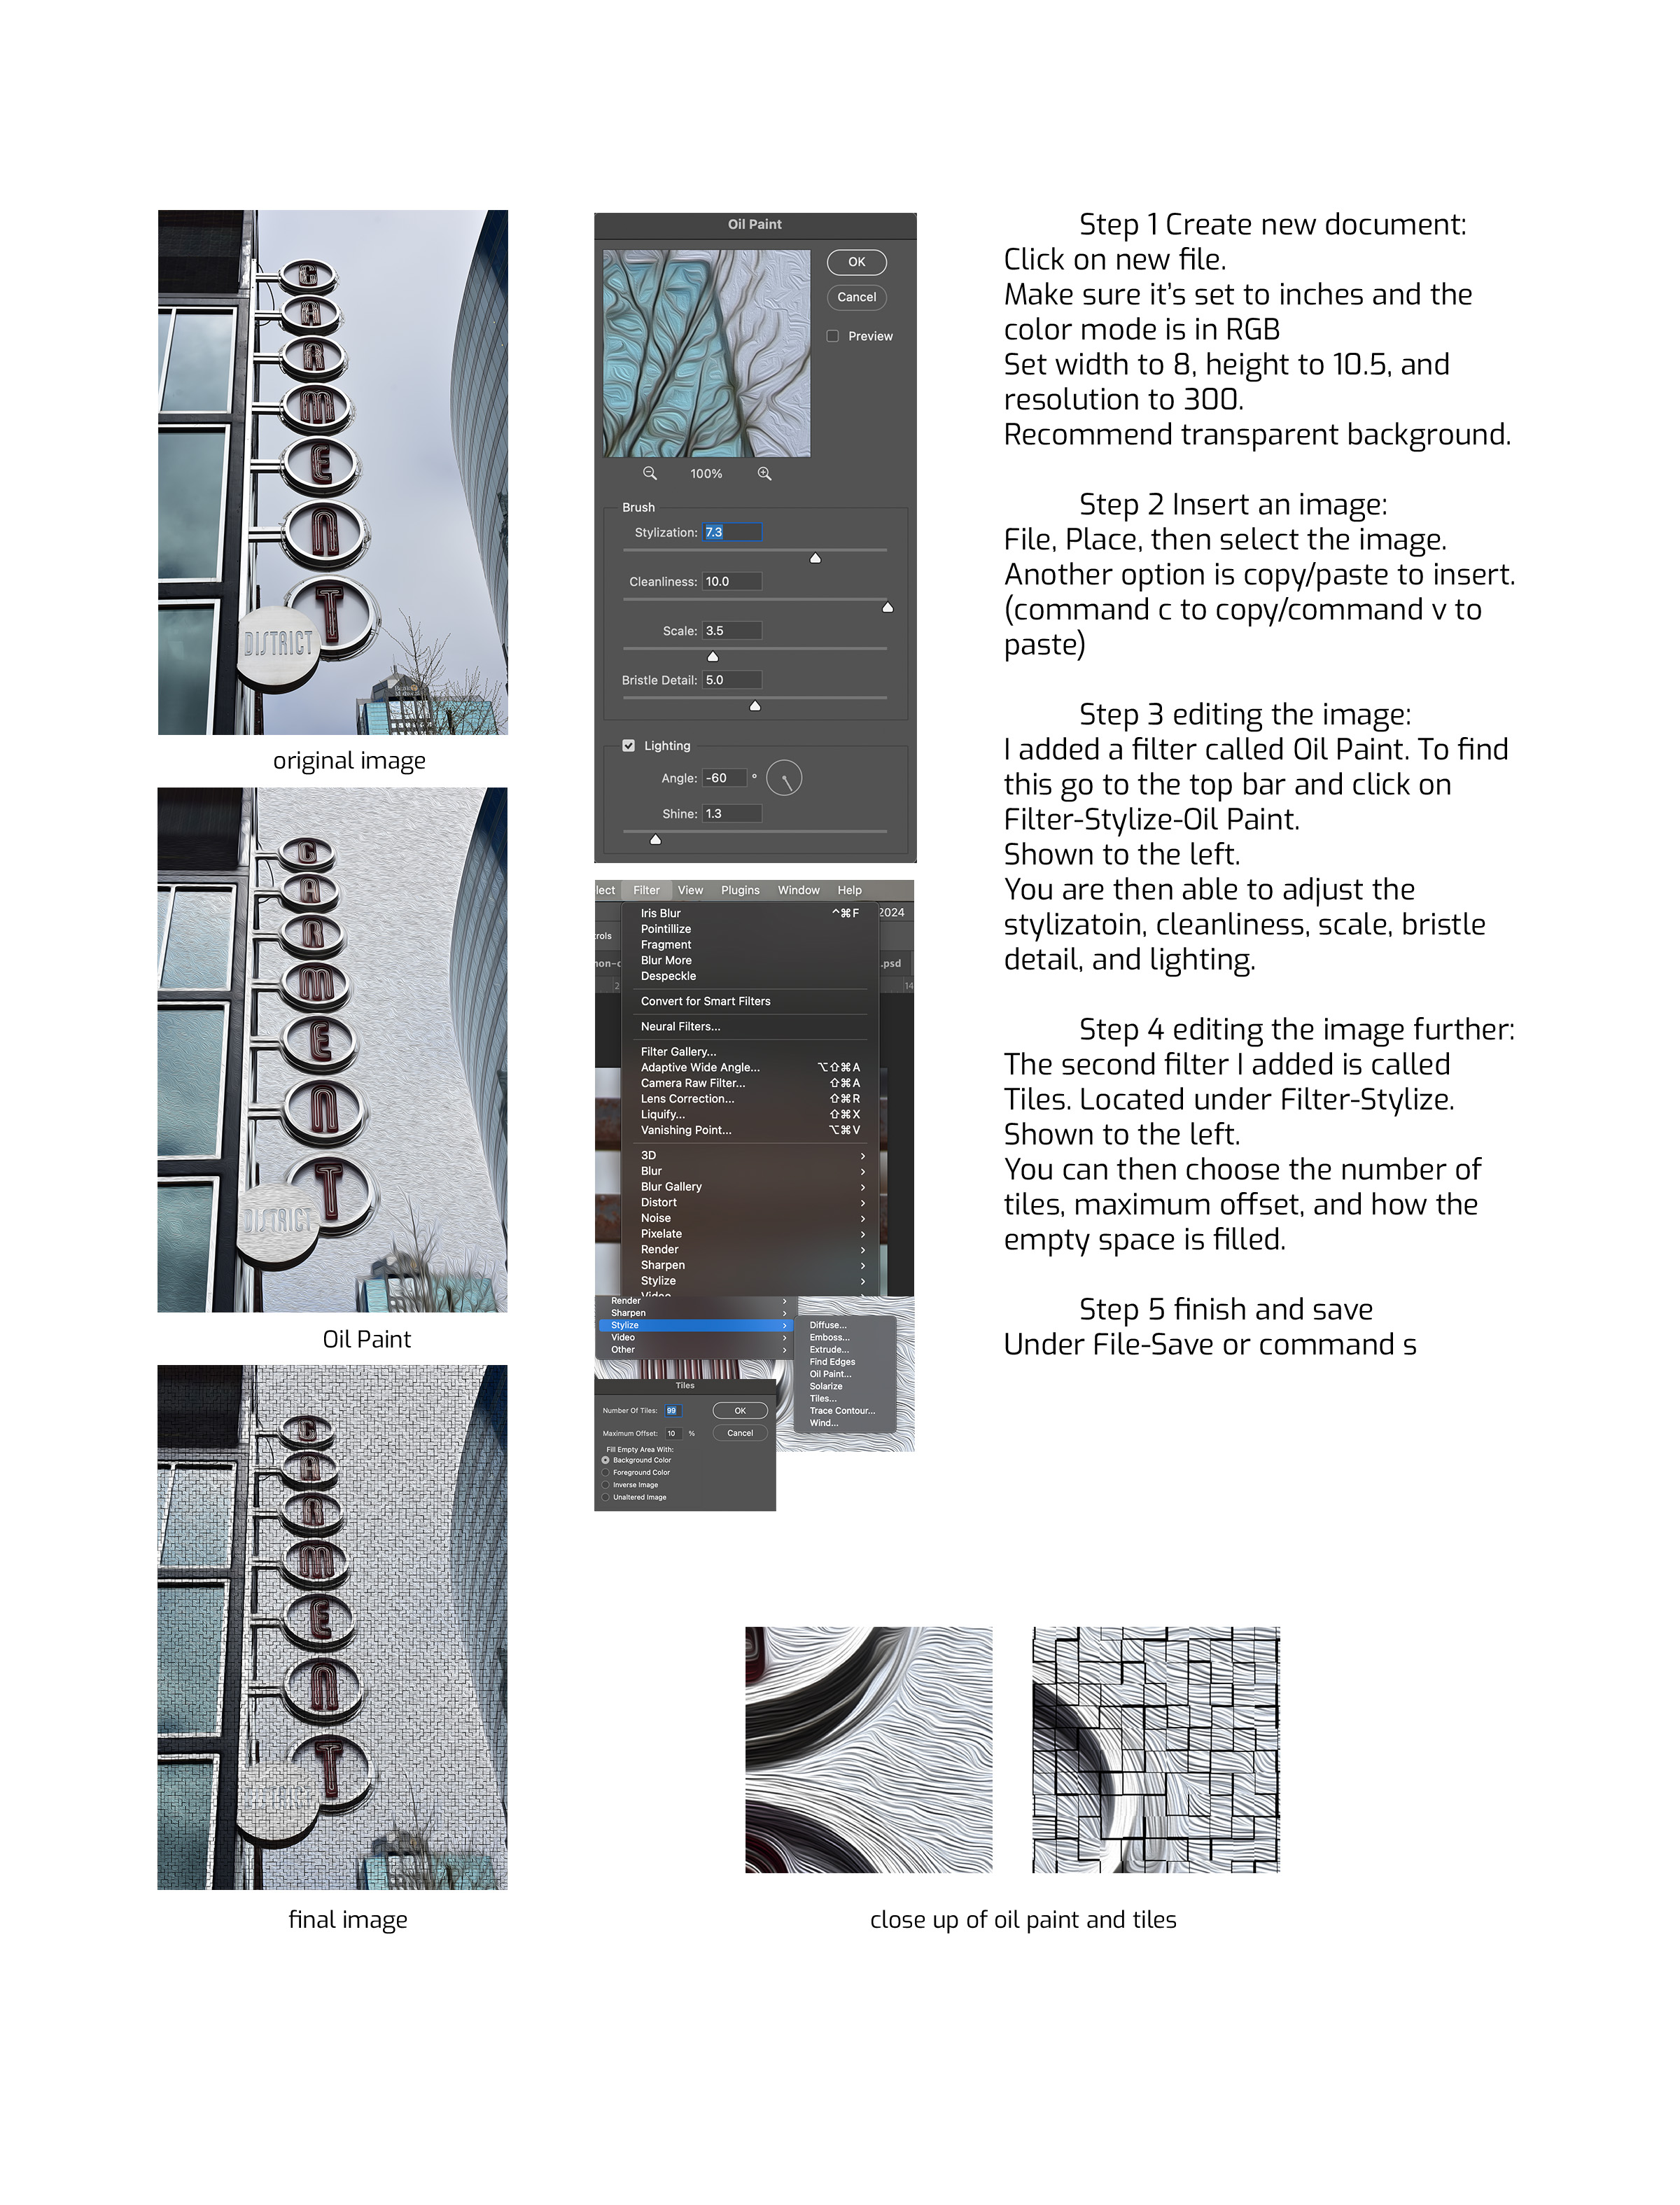 G
A
R
M
E
N
T
DISTRICT
original image
G
A
R
M
E
N
T
DISTRICT
Oil Paint
G
A
R
M
E
N
T
final image
Oil Paint
OK
Cancel
Preview
100%
Brush
Stylization: 7.3
Cleanliness: 10.0
Scale: 3.5
Bristle Detail: 5.0
Lighting
Angle: -60 °
Shine: 1.3
lect Filter View Plugins Window Help
Iris Blur ^⌘F 2024
Pointillize
trols
Fragment
Blur More non-c .psd
Despeckle
2 14
Convert for Smart Filters
Neural Filters...
Filter Gallery...
Adaptive Wide Angle... ⌥⇧⌘A
Camera Raw Filter... ⇧⌘A
Lens Correction... ⇧⌘R
Liquify... ⇧⌘X
Vanishing Point... ⌥⌘V
3D
Blur
Blur Gallery
Distort
Noise
Pixelate
Render
Sharpen
Stylize
Video
Render
Sharpen
Stylize
Video
Other
Diffuse...
Emboss...
Extrude...
Find Edges
Oil Paint...
Solarize
Tiles...
Trace Contour...
Wind...
Tiles
Number Of Tiles: 99 OK
Maximum Offset: 10 % Cancel
Fill Empty Area With:
Background Color
Foreground Color
Inverse Image
Unaltered Image
Step 1 Create new document:
Click on new file.
Make sure it's set to inches and the
color mode is in RGB
Set width to 8, height to 10.5, and
resolution to 300.
Recommend transparent background.
Step 2 Insert an image:
File, Place, then select the image.
Another option is copy/paste to insert.
(command c to copy/command v to
paste)
Step 3 editing the image:
I added a filter called Oil Paint. To find
this go to the top bar and click on
Filter-Stylize-Oil Paint.
Shown to the left.
You are then able to adjust the
stylizatoin, cleanliness, scale, bristle
detail, and lighting.
Step 4 editing the image further:
The second filter I added is called
Tiles. Located under Filter-Stylize.
Shown to the left.
You can then choose the number of
tiles, maximum offset, and how the
empty space is filled.
Step 5 finish and save
Under File-Save or command s
close up of oil paint and tiles